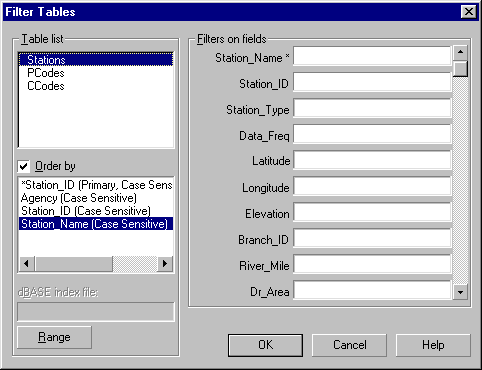 Filter Tables
Table list
Stations
PCodes
CCodes
Order by
*Station_ID (Primary, Case Sens
Agency (Case Sensitive)
Station_ID (Case Sensitive)
Station_Name (Case Sensitive)
dBASE index file:
Range
Filters on fields
Station_Name *
Station_ID
Station_Type
Data_Freq
Latitude
Longitude
Elevation
Branch_ID
River_Mile
Dr_Area
OK
Cancel
Help